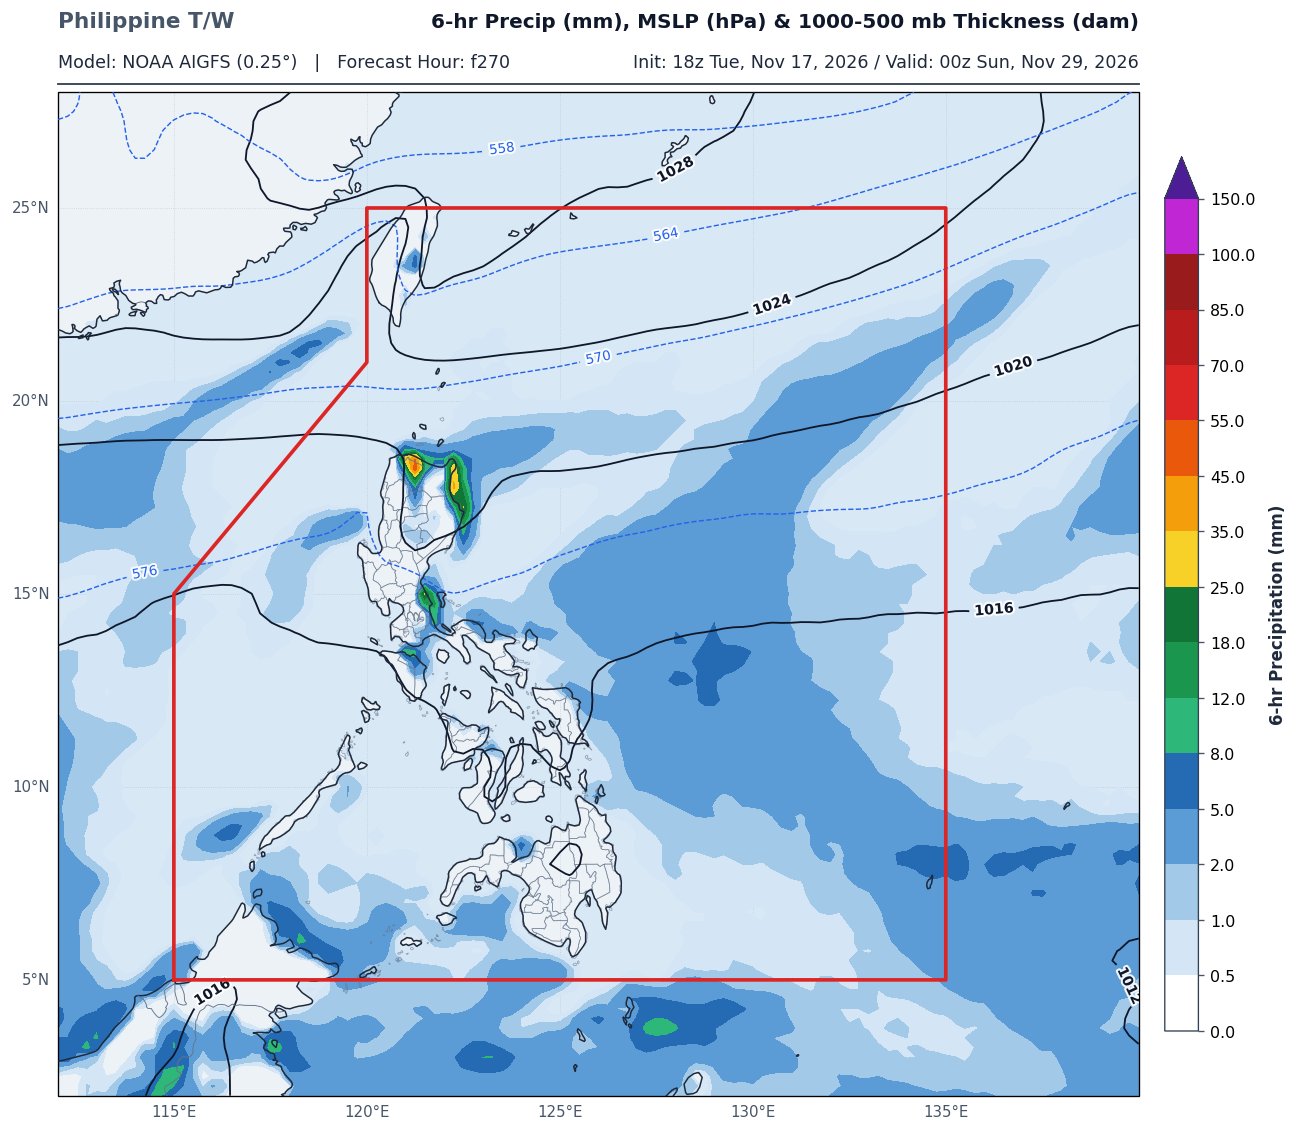 Philippine T/W
6-hr Precip (mm), MSLP (hPa) & 1000-500 mb Thickness (dam)
Model: NOAA AIGFS (0.25°) | Forecast Hour: f270
Init: 18z Tue, Nov 17, 2026 / Valid: 00z Sun, Nov 29, 2026
558
1028
25°N
564
1024
570
1020
20°N
576
15°N
1016
10°N
5°N
1016
1012
115°E
120°E
125°E
130°E
135°E
150.0
100.0
85.0
70.0
55.0
45.0
35.0
25.0
18.0
12.0
8.0
5.0
2.0
1.0
0.5
0.0
6-hr Precipitation (mm)